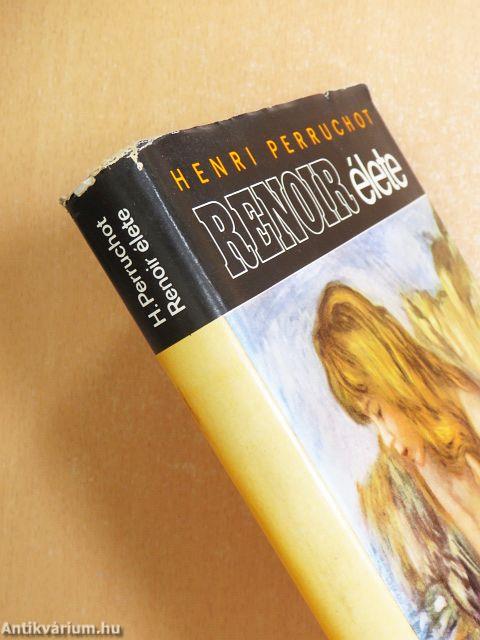 HENRI PERRUCHOT
RENOIR élete
H. Perruchot
Renoir élete
Antikvárium.hu